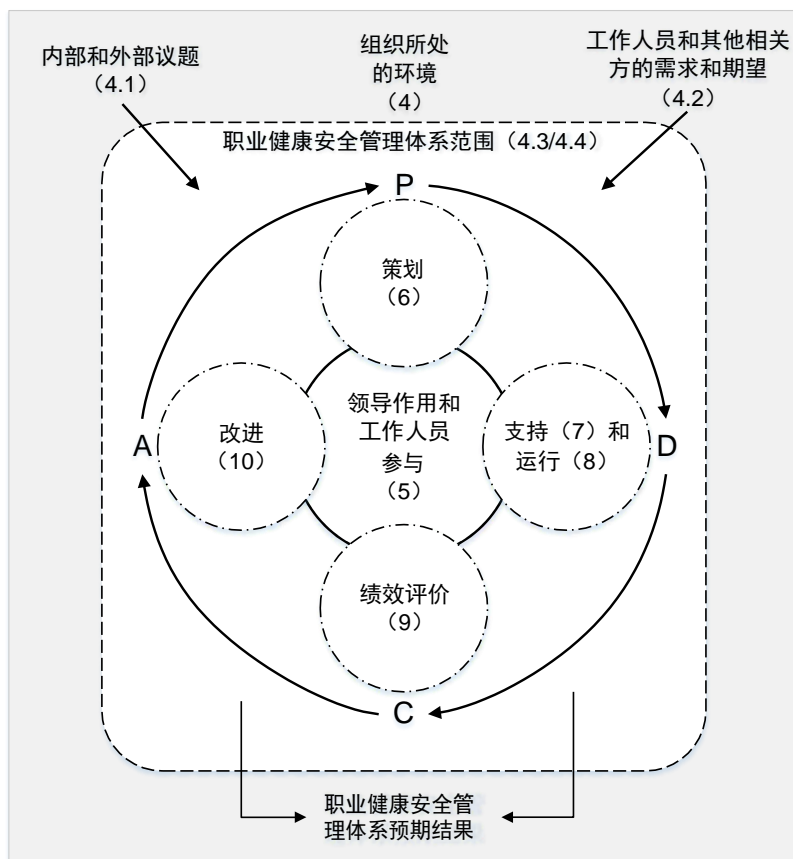 内部和外部议题
（4.1）
组织所处
的环境
（4）
工作人员和其他相关
方的需求和期望
（4.2）
职业健康安全管理体系范围（4.3/4.4）
P
策划
（6）
A
改进
（10）
领导作用和
工作人员
参与
（5）
支持（7）和
运行（8）
D
绩效评价
（9）
C
职业健康安全管
理体系预期结果